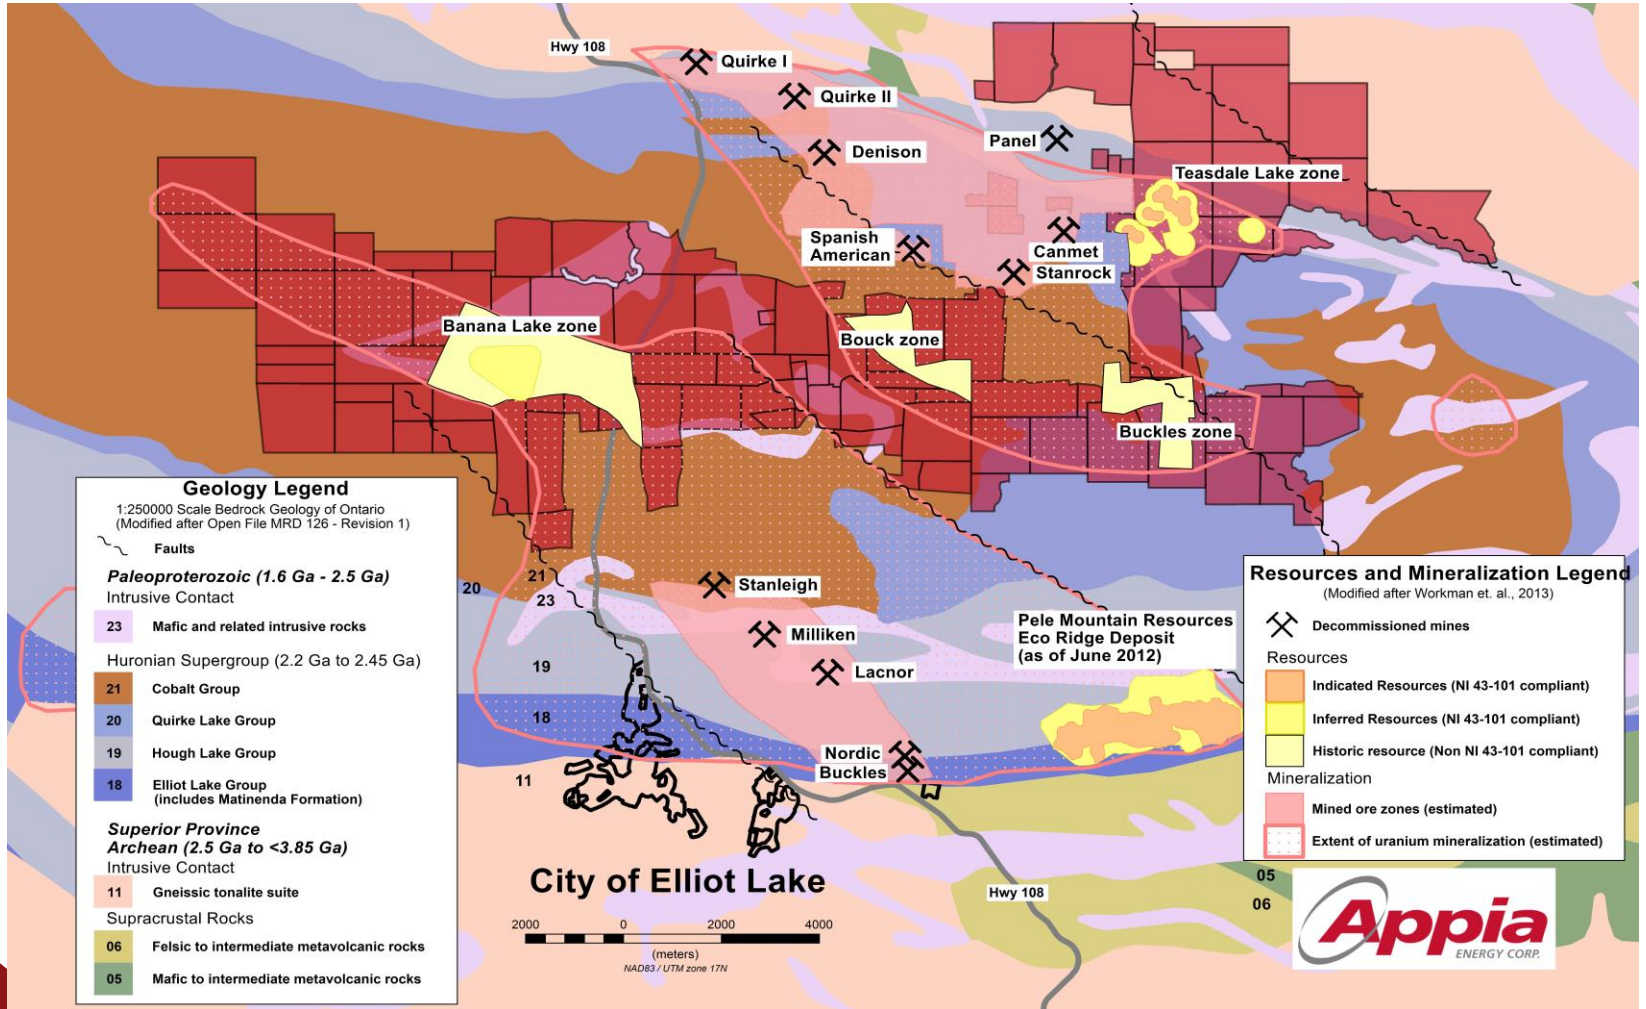 Hwy 108
Quirke I
Quirke II
Denison
Panel
Teasdale Lake zone
Spanish
American
Canmet
Stanrock
Banana Lake zone
Bouck zone
Buckles zone
Geology Legend
1:250000 Scale Bedrock Geology of Ontario
(Modified after Open File MRD 126 - Revision 1)
Faults
Paleoproterozoic (1.6 Ga - 2.5 Ga)
Intrusive Contact
23 Mafic and related intrusive rocks
Huronian Supergroup (2.2 Ga to 2.45 Ga)
21 Cobalt Group
20 Quirke Lake Group
19 Hough Lake Group
18 Elliot Lake Group
(includes Matinenda Formation)
Superior Province
Archean (2.5 Ga to <3.85 Ga)
Intrusive Contact
11 Gneissic tonalite suite
Supracrustal Rocks
06 Felsic to intermediate metavolcanic rocks
05 Mafic to intermediate metavolcanic rocks
20
21
23
19
18
11
Stanleigh
Milliken
Lacnor
Nordic
Buckles
Pele Mountain Resources
Eco Ridge Deposit
(as of June 2012)
City of Elliot Lake
2000 0 2000 4000
(meters)
NAD83 / UTM zone 17N
Hwy 108
Resources and Mineralization Legend
(Modified after Workman et. al., 2013)
Decommissioned mines
Resources
Indicated Resources (NI 43-101 compliant)
Inferred Resources (NI 43-101 compliant)
Historic resource (Non NI 43-101 compliant)
Mineralization
Mined ore zones (estimated)
Extent of uranium mineralization (estimated)
05
06
Appia
ENERGY CORP.